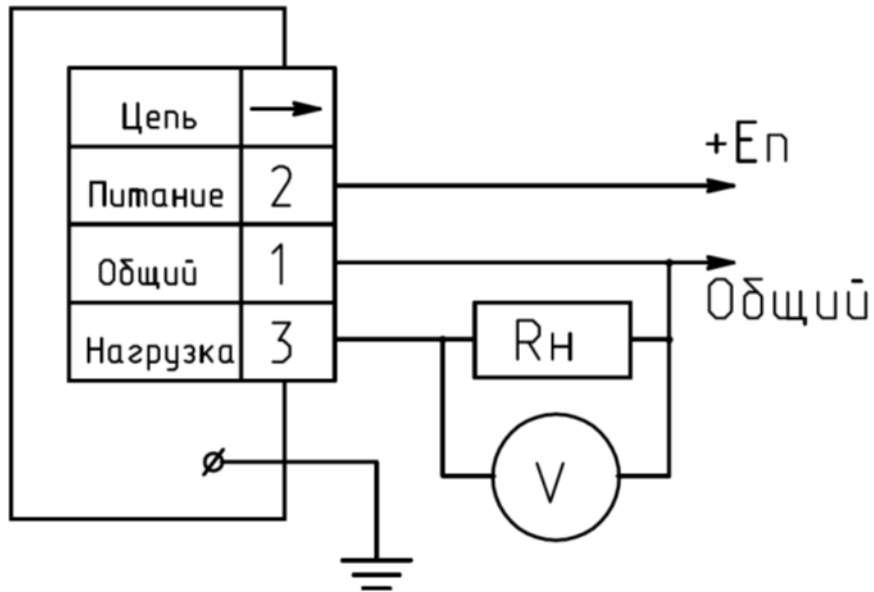 Цепь
+Еп
Питание 2
Общий 1
Общий
Нагрузка 3
Rн
V